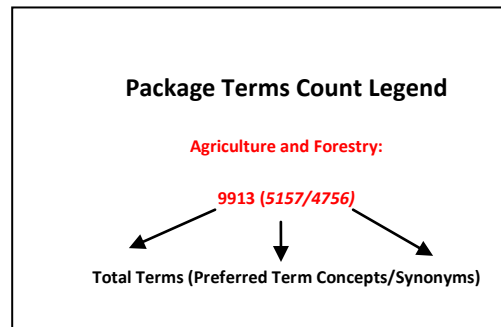 Package Terms Count Legend
Agriculture and Forestry:
9913 (5157/4756)
Total Terms (Preferred Term Concepts/Synonyms)